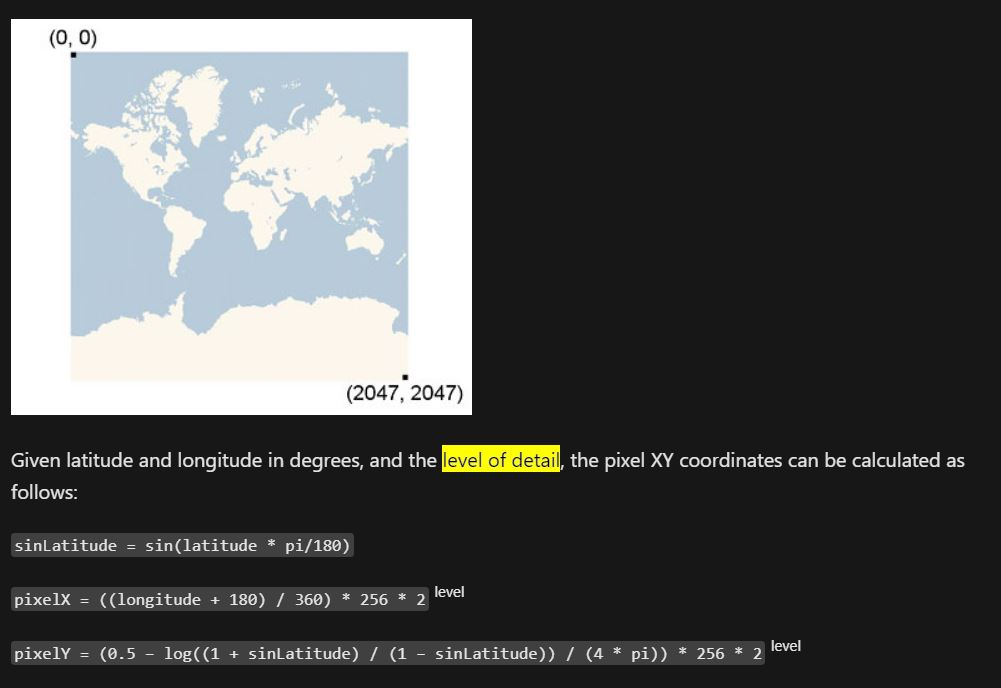 (0, 0)
(2047, 2047)
Given latitude and longitude in degrees, and the level of detail, the pixel XY coordinates can be calculated as
follows:
sinLatitude = sin(latitude * pi/180)
pixelX = ((longitude + 180) / 360) * 256 * 2 level
pixelY = (0.5 – log((1 + sinLatitude) / (1 – sinLatitude)) / (4 * pi)) * 256 * 2 level